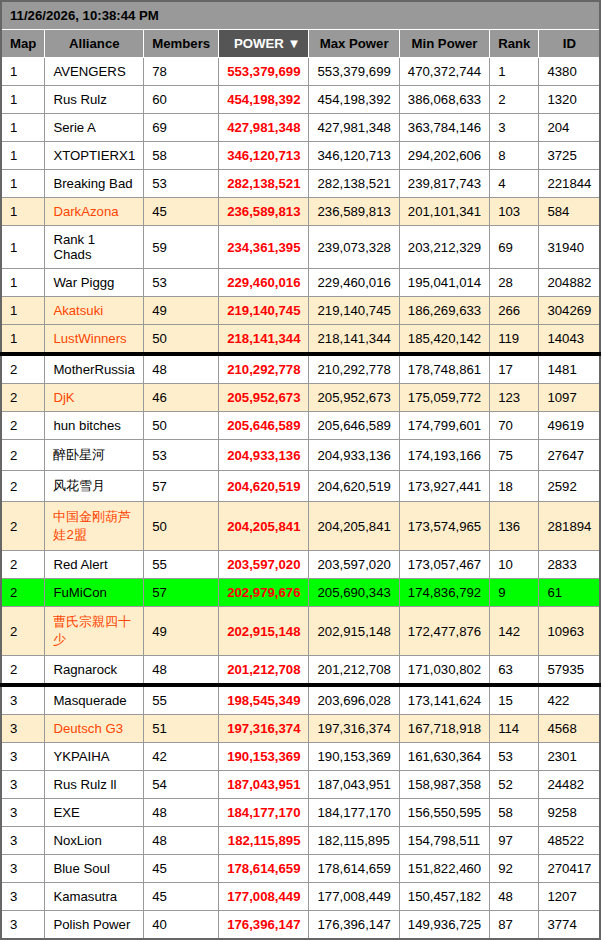 11/26/2026, 10:38:44 PM
Map Alliance Members POWER ▼ Max Power Min Power Rank ID
1 AVENGERS 78 553,379,699 553,379,699 470,372,744 1 4380
1 Rus Rulz 60 454,198,392 454,198,392 386,068,633 2 1320
1 Serie A 69 427,981,348 427,981,348 363,784,146 3 204
1 XTOPTIERX1 58 346,120,713 346,120,713 294,202,606 8 3725
1 Breaking Bad 53 282,138,521 282,138,521 239,817,743 4 221844
1 DarkAzona 45 236,589,813 236,589,813 201,101,341 103 584
1 Rank 1 59 234,361,395 239,073,328 203,212,329 69 31940
Chads
1 War Piggg 53 229,460,016 229,460,016 195,041,014 28 204882
1 Akatsuki 49 219,140,745 219,140,745 186,269,633 266 304269
1 LustWinners 50 218,141,344 218,141,344 185,420,142 119 14043
2 MotherRussia 48 210,292,778 210,292,778 178,748,861 17 1481
2 DjK 46 205,952,673 205,952,673 175,059,772 123 1097
2 hun bitches 50 205,646,589 205,646,589 174,799,601 70 49619
2 醉卧星河 53 204,933,136 204,933,136 174,193,166 75 27647
2 风花雪月 57 204,620,519 204,620,519 173,927,441 18 2592
2 中国金刚葫芦 50 204,205,841 204,205,841 173,574,965 136 281894
娃2盟
2 Red Alert 55 203,597,020 203,597,020 173,057,467 10 2833
2 FuMiCon 57 202,979,676 205,690,343 174,836,792 9 61
2 曹氏宗親四十 49 202,915,148 202,915,148 172,477,876 142 10963
少
2 Ragnarock 48 201,212,708 201,212,708 171,030,802 63 57935
3 Masquerade 55 198,545,349 203,696,028 173,141,624 15 422
3 Deutsch G3 51 197,316,374 197,316,374 167,718,918 114 4568
3 YKPAIHA 42 190,153,369 190,153,369 161,630,364 53 2301
3 Rus Rulz ll 54 187,043,951 187,043,951 158,987,358 52 24482
3 EXE 48 184,177,170 184,177,170 156,550,595 58 9258
3 NoxLion 48 182,115,895 182,115,895 154,798,511 97 48522
3 Blue Soul 45 178,614,659 178,614,659 151,822,460 92 270417
3 Kamasutra 45 177,008,449 177,008,449 150,457,182 48 1207
3 Polish Power 40 176,396,147 176,396,147 149,936,725 87 3774